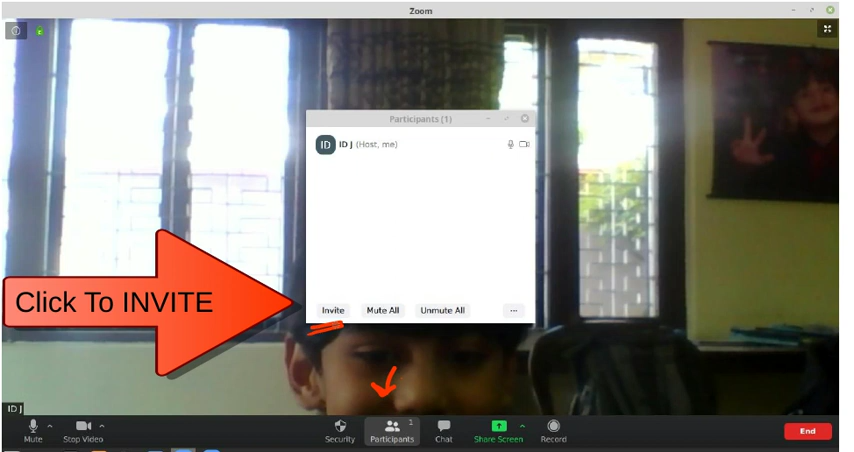 Zoom
Participants (1)
ID
ID J (Host, me)
Click To INVITE
Invite
Mute All
Unmute All
...
ID J
Mute
Stop Video
Security
Participants
1
Chat
Share Screen
Record
End